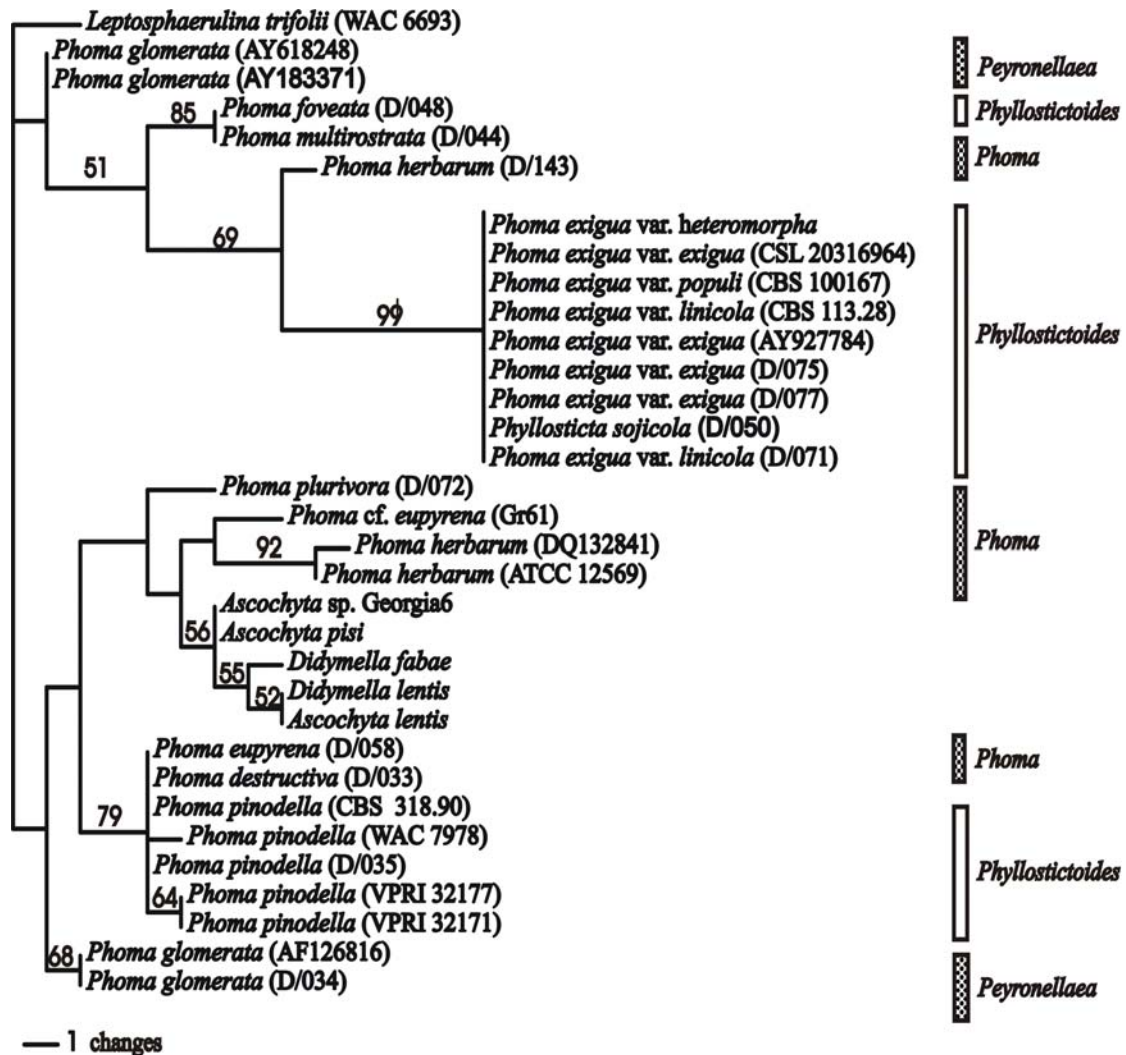 Leptosphaerulina trifolii (WAC 6693)
Phoma glomerata (AY618248)
Phoma glomerata (AY183371)
Peyronellaea
85
Phoma foveata (D/048)
Phyllostictoides
Phoma multirostrata (D/044)
51
Phoma herbarum (D/143)
Phoma
69
Phoma exigua var. heteromorpha
Phoma exigua var. exigua (CSL 20316964)
Phoma exigua var. populi (CBS 100167)
99
Phoma exigua var. linicola (CBS 113.28)
Phoma exigua var. exigua (AY927784)
Phyllostictoides
Phoma exigua var. exigua (D/075)
Phoma exigua var. exigua (D/077)
Phyllosticta sojicola (D/050)
Phoma exigua var. linicola (D/071)
Phoma plurivora (D/072)
Phoma cf. eupyrena (Gr61)
92
Phoma herbarum (DQ132841)
Phoma
Phoma herbarum (ATCC 12569)
Ascochyta sp. Georgia6
56
Ascochyta pisi
55
Didymella fabae
52
Didymella lentis
Ascochyta lentis
Phoma eupyrena (D/058)
Phoma
Phoma destructiva (D/033)
79
Phoma pinodella (CBS 318.90)
Phoma pinodella (WAC 7978)
Phoma pinodella (D/035)
Phyllostictoides
64
Phoma pinodella (VPRI 32177)
Phoma pinodella (VPRI 32171)
68
Phoma glomerata (AF126816)
Phoma glomerata (D/034)
Peyronellaea
1 changes